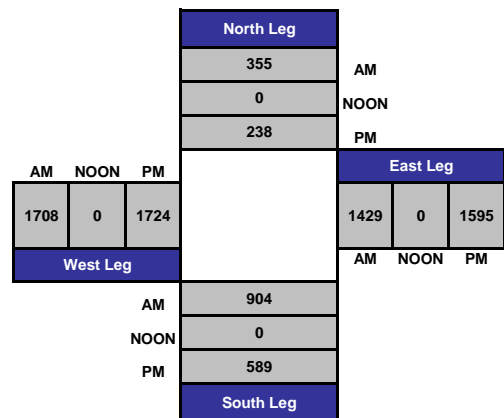 North Leg
355 AM
0 NOON
238 PM
AM NOON PM East Leg
1708 0 1724 1429 0 1595
West Leg AM NOON PM
AM 904
NOON 0
PM 589
South Leg